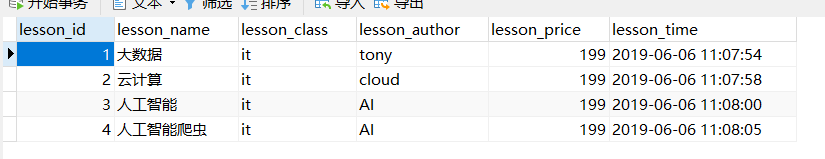 开始事务 文本 筛选 排序 导入 导出
lesson_id lesson_name lesson_class lesson_author lesson_price lesson_time
1 大数据 it tony 199 2019-06-06 11:07:54
2 云计算 it cloud 199 2019-06-06 11:07:58
3 人工智能 it AI 199 2019-06-06 11:08:00
4 人工智能爬虫 it AI 199 2019-06-06 11:08:05